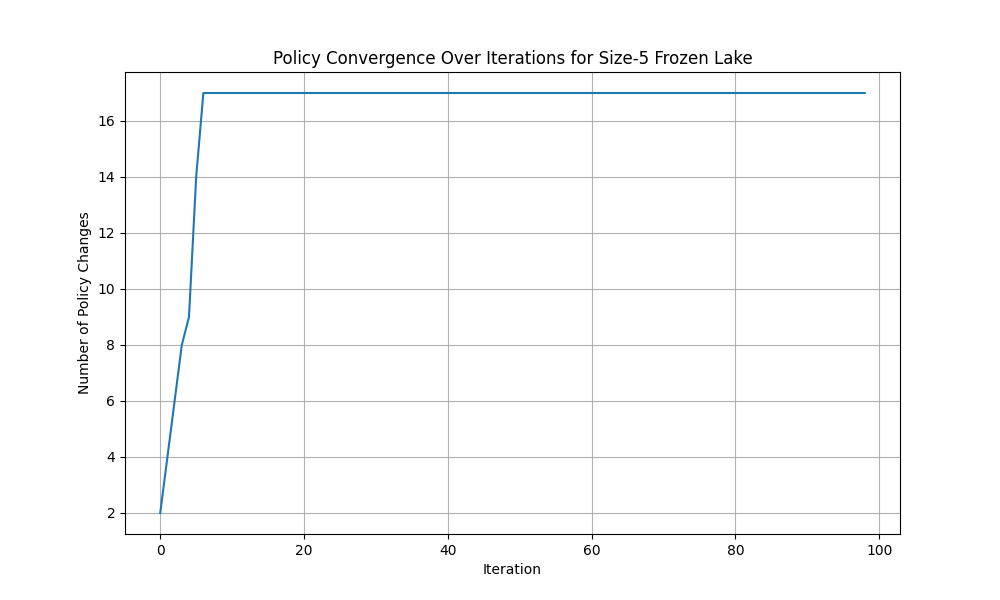 Policy Convergence Over Iterations for Size-5 Frozen Lake
Number of Policy Changes
16
14
12
10
8
6
4
2
0 20 40 60 80 100
Iteration